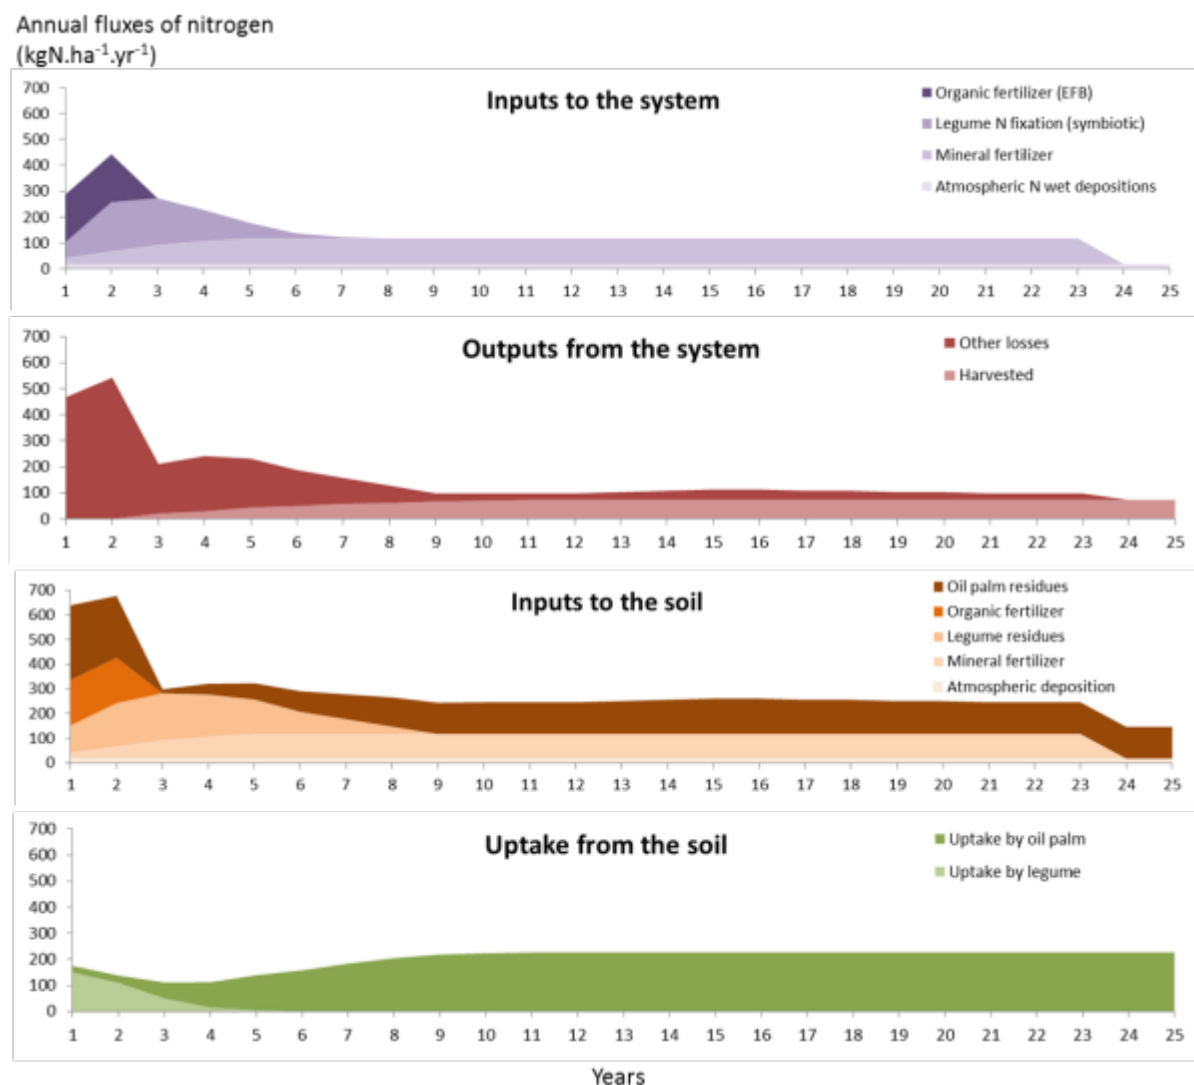 Annual fluxes of nitrogen
(kgN.ha⁻¹.yr⁻¹)
Inputs to the system
Organic fertilizer (EFB)
Legume N fixation (symbiotic)
Mineral fertilizer
Atmospheric N wet depositions
700
600
500
400
300
200
100
0
1 2 3 4 5 6 7 8 9 10 11 12 13 14 15 16 17 18 19 20 21 22 23 24 25
Outputs from the system
Other losses
Harvested
700
600
500
400
300
200
100
0
1 2 3 4 5 6 7 8 9 10 11 12 13 14 15 16 17 18 19 20 21 22 23 24 25
Inputs to the soil
Oil palm residues
Organic fertilizer
Legume residues
Mineral fertilizer
Atmospheric deposition
700
600
500
400
300
200
100
0
1 2 3 4 5 6 7 8 9 10 11 12 13 14 15 16 17 18 19 20 21 22 23 24 25
Uptake from the soil
Uptake by oil palm
Uptake by legume
700
600
500
400
300
200
100
0
1 2 3 4 5 6 7 8 9 10 11 12 13 14 15 16 17 18 19 20 21 22 23 24 25
Years